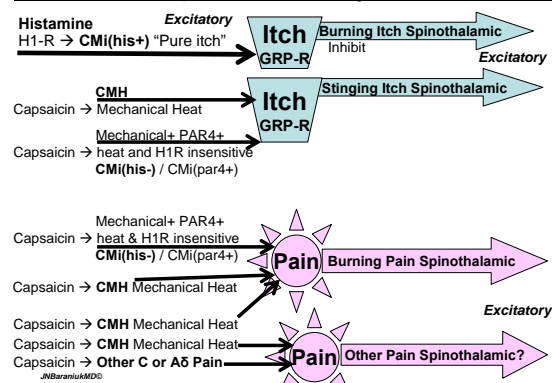 Histamine
Excitatory
H1-R → CMi(his+) "Pure itch"
Itch
GRP-R
Burning Itch Spinothalamic
Inhibit
Excitatory
CMH
Capsaicin → Mechanical Heat
Itch
GRP-R
Stinging Itch Spinothalamic
Mechanical+ PAR4+
Capsaicin → heat and H1R insensitive
CMi(his-) / CMi(par4+)
Mechanical+ PAR4+
Capsaicin → heat & H1R insensitive
CMi(his-) / CMi(par4+)
Pain
Burning Pain Spinothalamic
Capsaicin → CMH Mechanical Heat
Excitatory
Capsaicin → CMH Mechanical Heat
Capsaicin → CMH Mechanical Heat
Capsaicin → Other C or Aδ Pain
Pain
Other Pain Spinothalamic?
JNBaraniukMD©